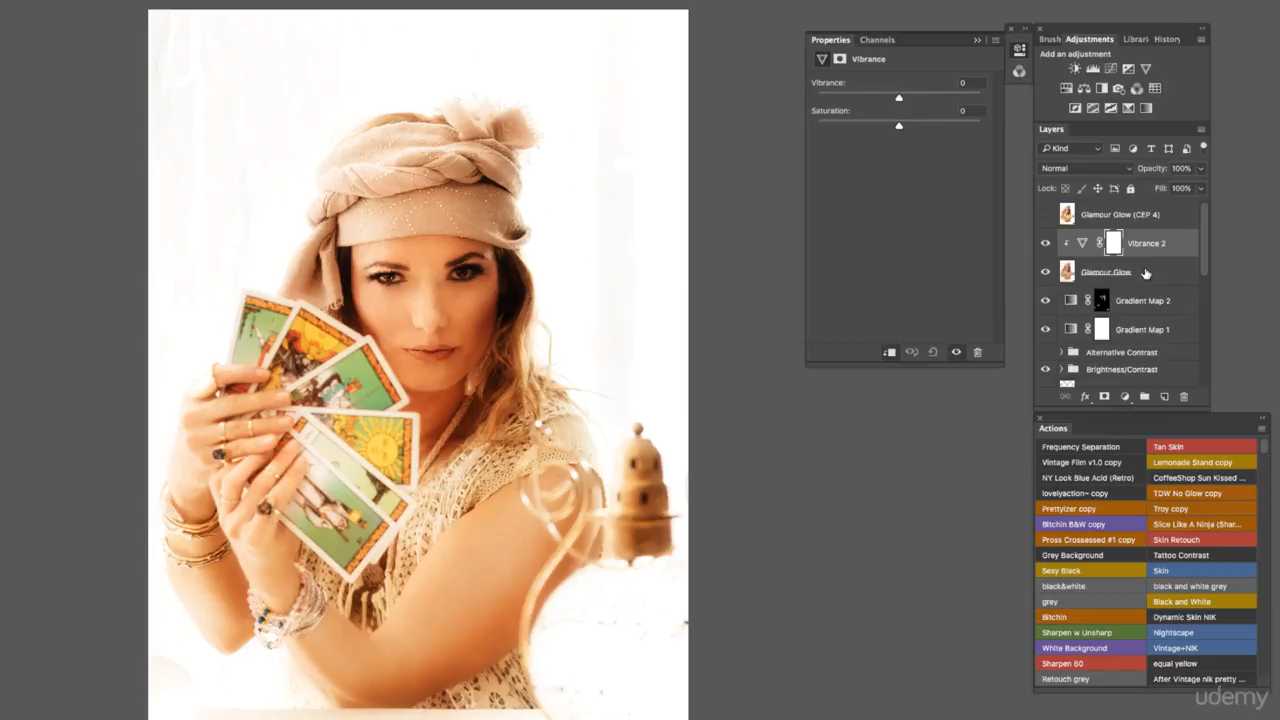 Properties Channels
Vibrance
Vibrance: 0
Saturation: 0
Brush Adjustments Librari History
Add an adjustment
Layers
Kind
Normal Opacity: 100%
Lock: Fill: 100%
Glamour Glow (CEP 4)
Vibrance 2
Glamour Glow
Gradient Map 2
Gradient Map 1
Alternative Contrast
Brightness/Contrast
fx
Actions
Frequency Separation Tan Skin
Vintage Film v1.0 copy Lemonade Stand copy
NY Look Blue Acid (Retro) CoffeeShop Sun Kissed ...
lovelyaction~ copy TDW No Glow copy
Prettyizer copy Troy copy
Bitchin B&W copy Slice Like A Ninja (Shar...
Pross Crossessed #1 copy Skin Retouch
Grey Background Tattoo Contrast
Sexy Black Skin
black&white black and white grey
grey Black and White
Bitchin Dynamic Skin NIK
Sharpen w Unsharp Nightscape
White Background Vintage+NIK
Sharpen 60 equal yellow
Retouch grey After Vintage nik pretty ...
udemy